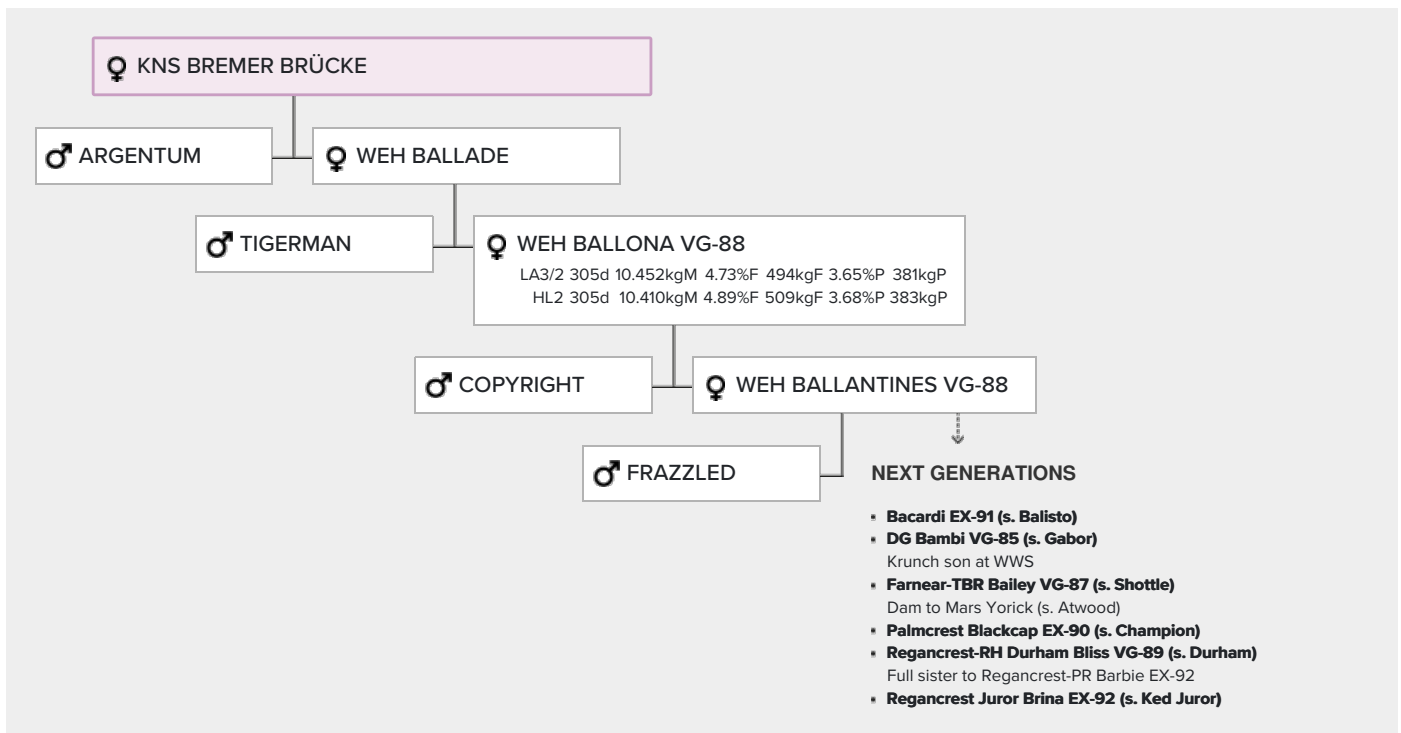 KNS BREMER BRÜCKE
ARGENTUM
WEH BALLADE
TIGERMAN
WEH BALLONA VG-88
LA3/2 305d 10.452kgM 4.73%F 494kgF 3.65%P 381kgP
HL2 305d 10.410kgM 4.89%F 509kgF 3.68%P 383kgP
COPYRIGHT
WEH BALLANTINES VG-88
FRAZZLED
NEXT GENERATIONS
Bacardi EX-91 (s. Balisto)
DG Bambi VG-85 (s. Gabor)
Krunch son at WWS
Farnear-TBR Bailey VG-87 (s. Shottle)
Dam to Mars Yorick (s. Atwood)
Palmcrest Blackcap EX-90 (s. Champion)
Regancrest-RH Durham Bliss VG-89 (s. Durham)
Full sister to Regancrest-PR Barbie EX-92
Regancrest Juror Brina EX-92 (s. Ked Juror)